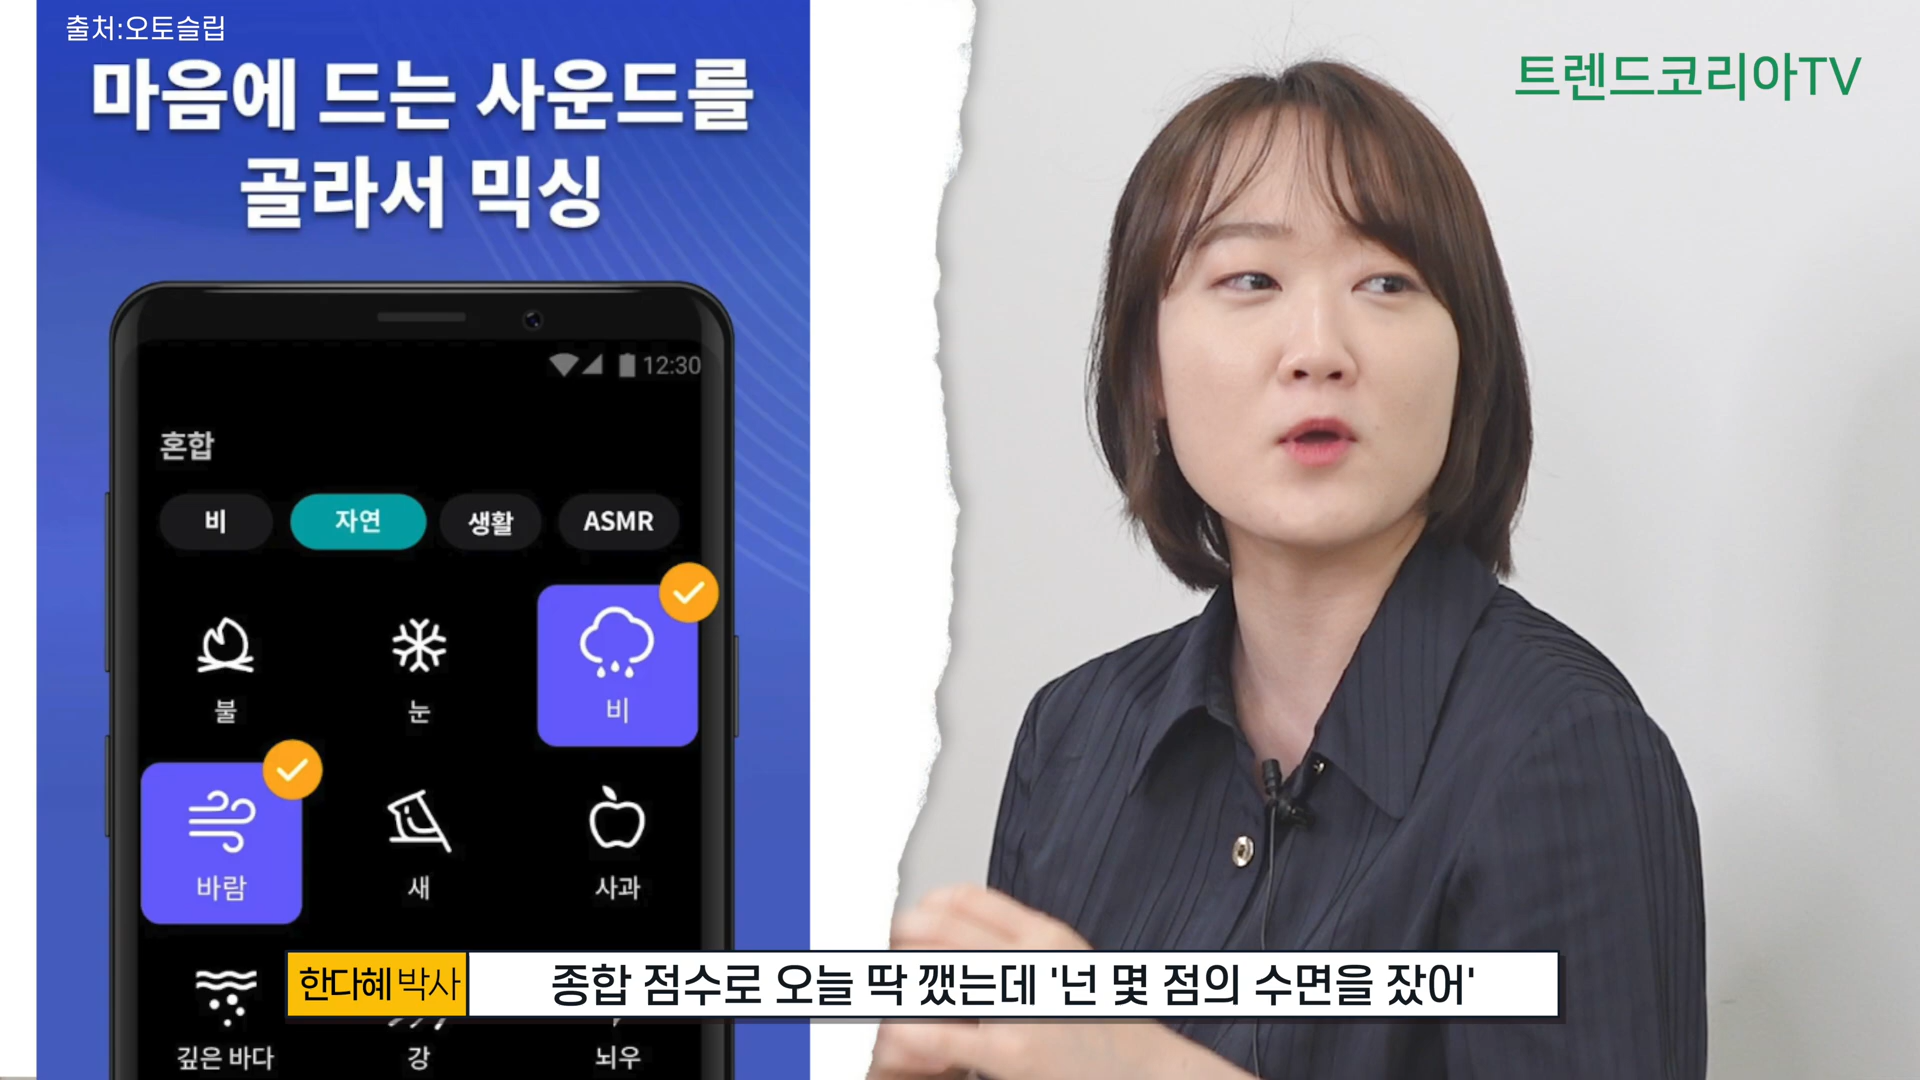 출처:오토슬립
마음에 드는 사운드를
골라서 믹싱
트렌드코리아TV
12:30
혼합
비 자연 생활 ASMR
불 눈 비
바람 새 사과
깊은 바다 강 뇌우
한다혜 박사 종합 점수로 오늘 딱 깼는데 '넌 몇 점의 수면을 잤어'